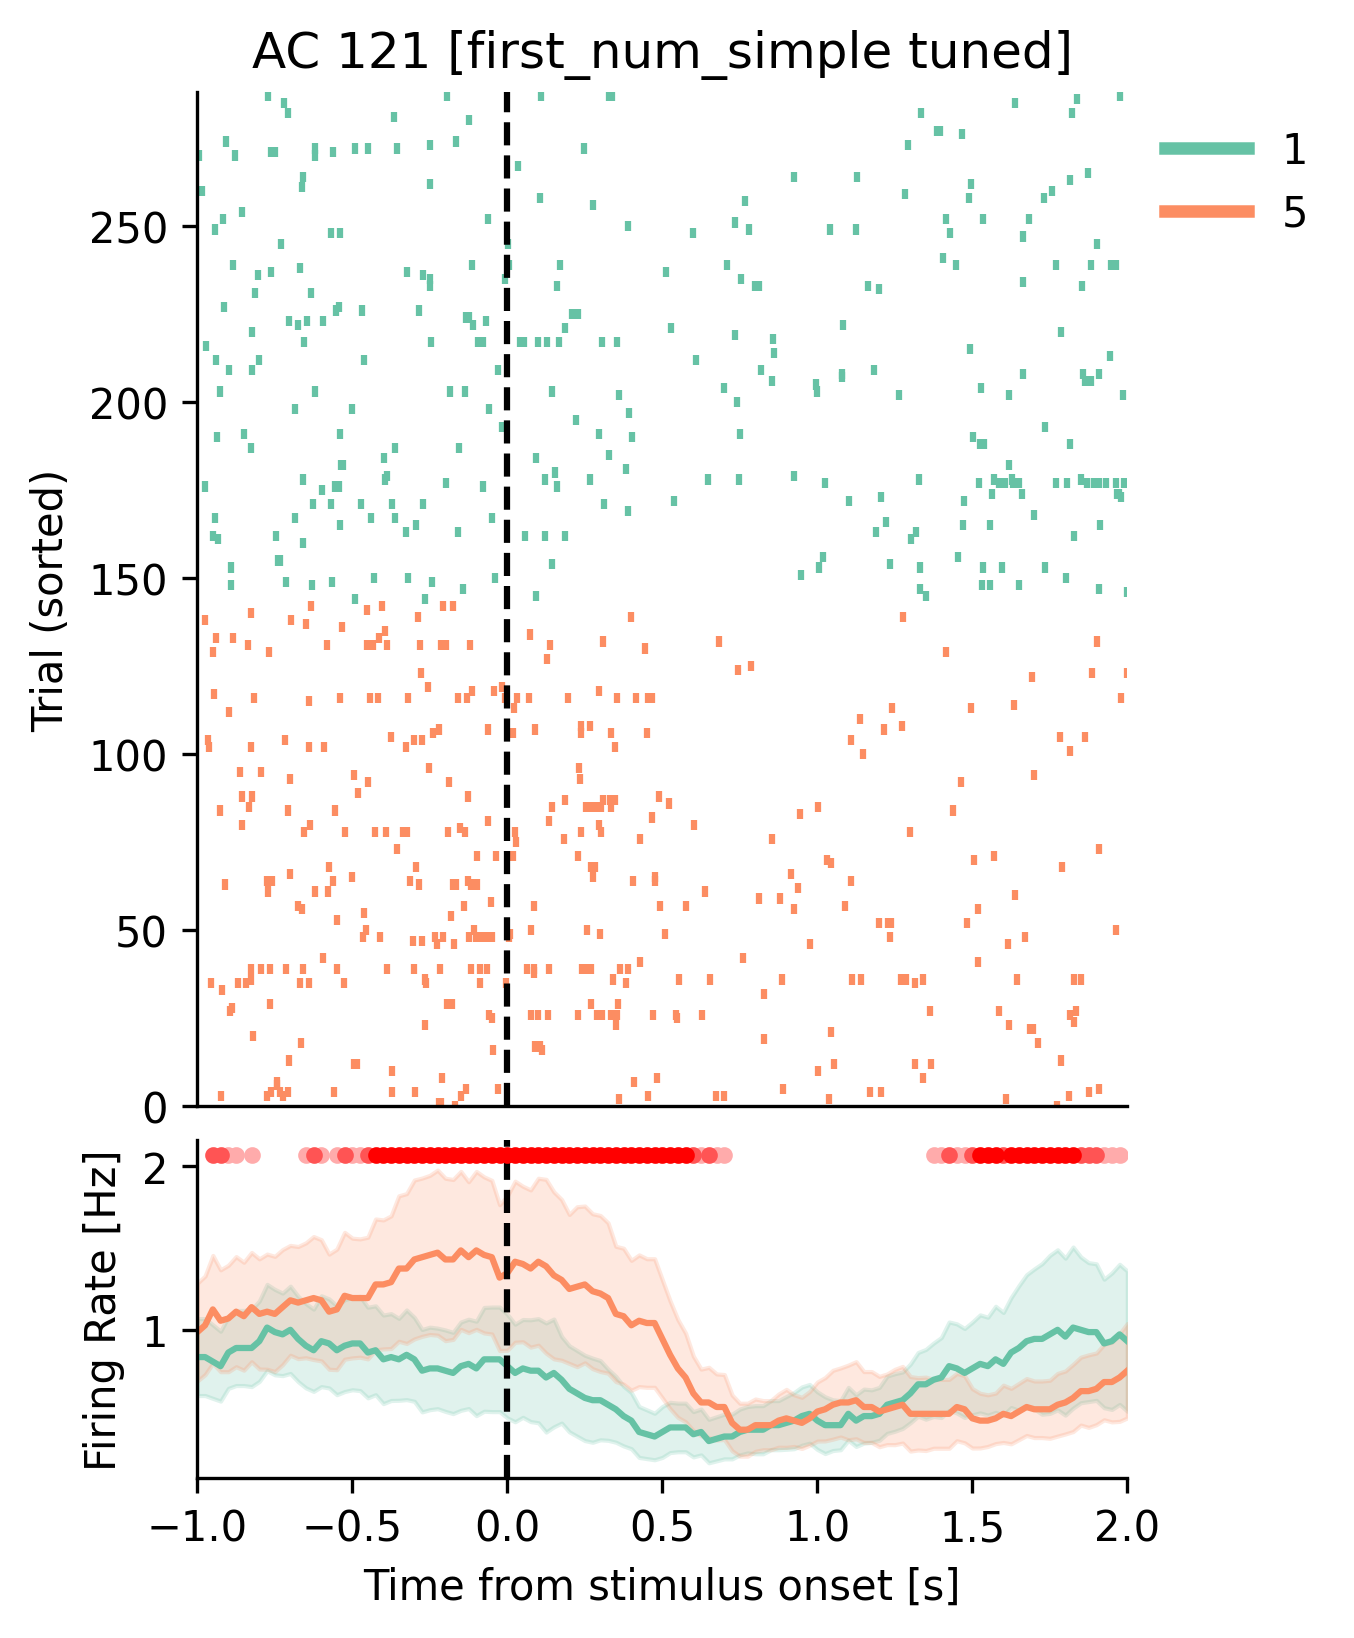 AC 121 [first_num_simple tuned]
1
5
Trial (sorted)
250
200
150
100
50
0
Firing Rate [Hz]
2
1
−1.0 −0.5 0.0 0.5 1.0 1.5 2.0
Time from stimulus onset [s]